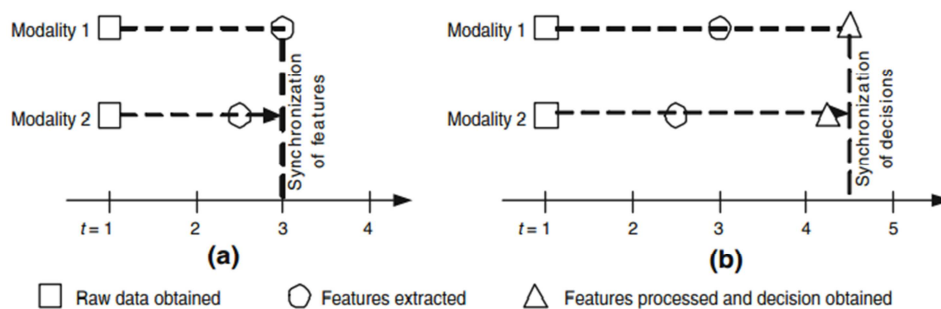 Modality 1
Modality 2
Synchronization
of features
t = 1
2
3
4
(a)
Modality 1
Modality 2
Synchronization
of decisions
t = 1
2
3
4
5
(b)
Raw data obtained
Features extracted
Features processed and decision obtained